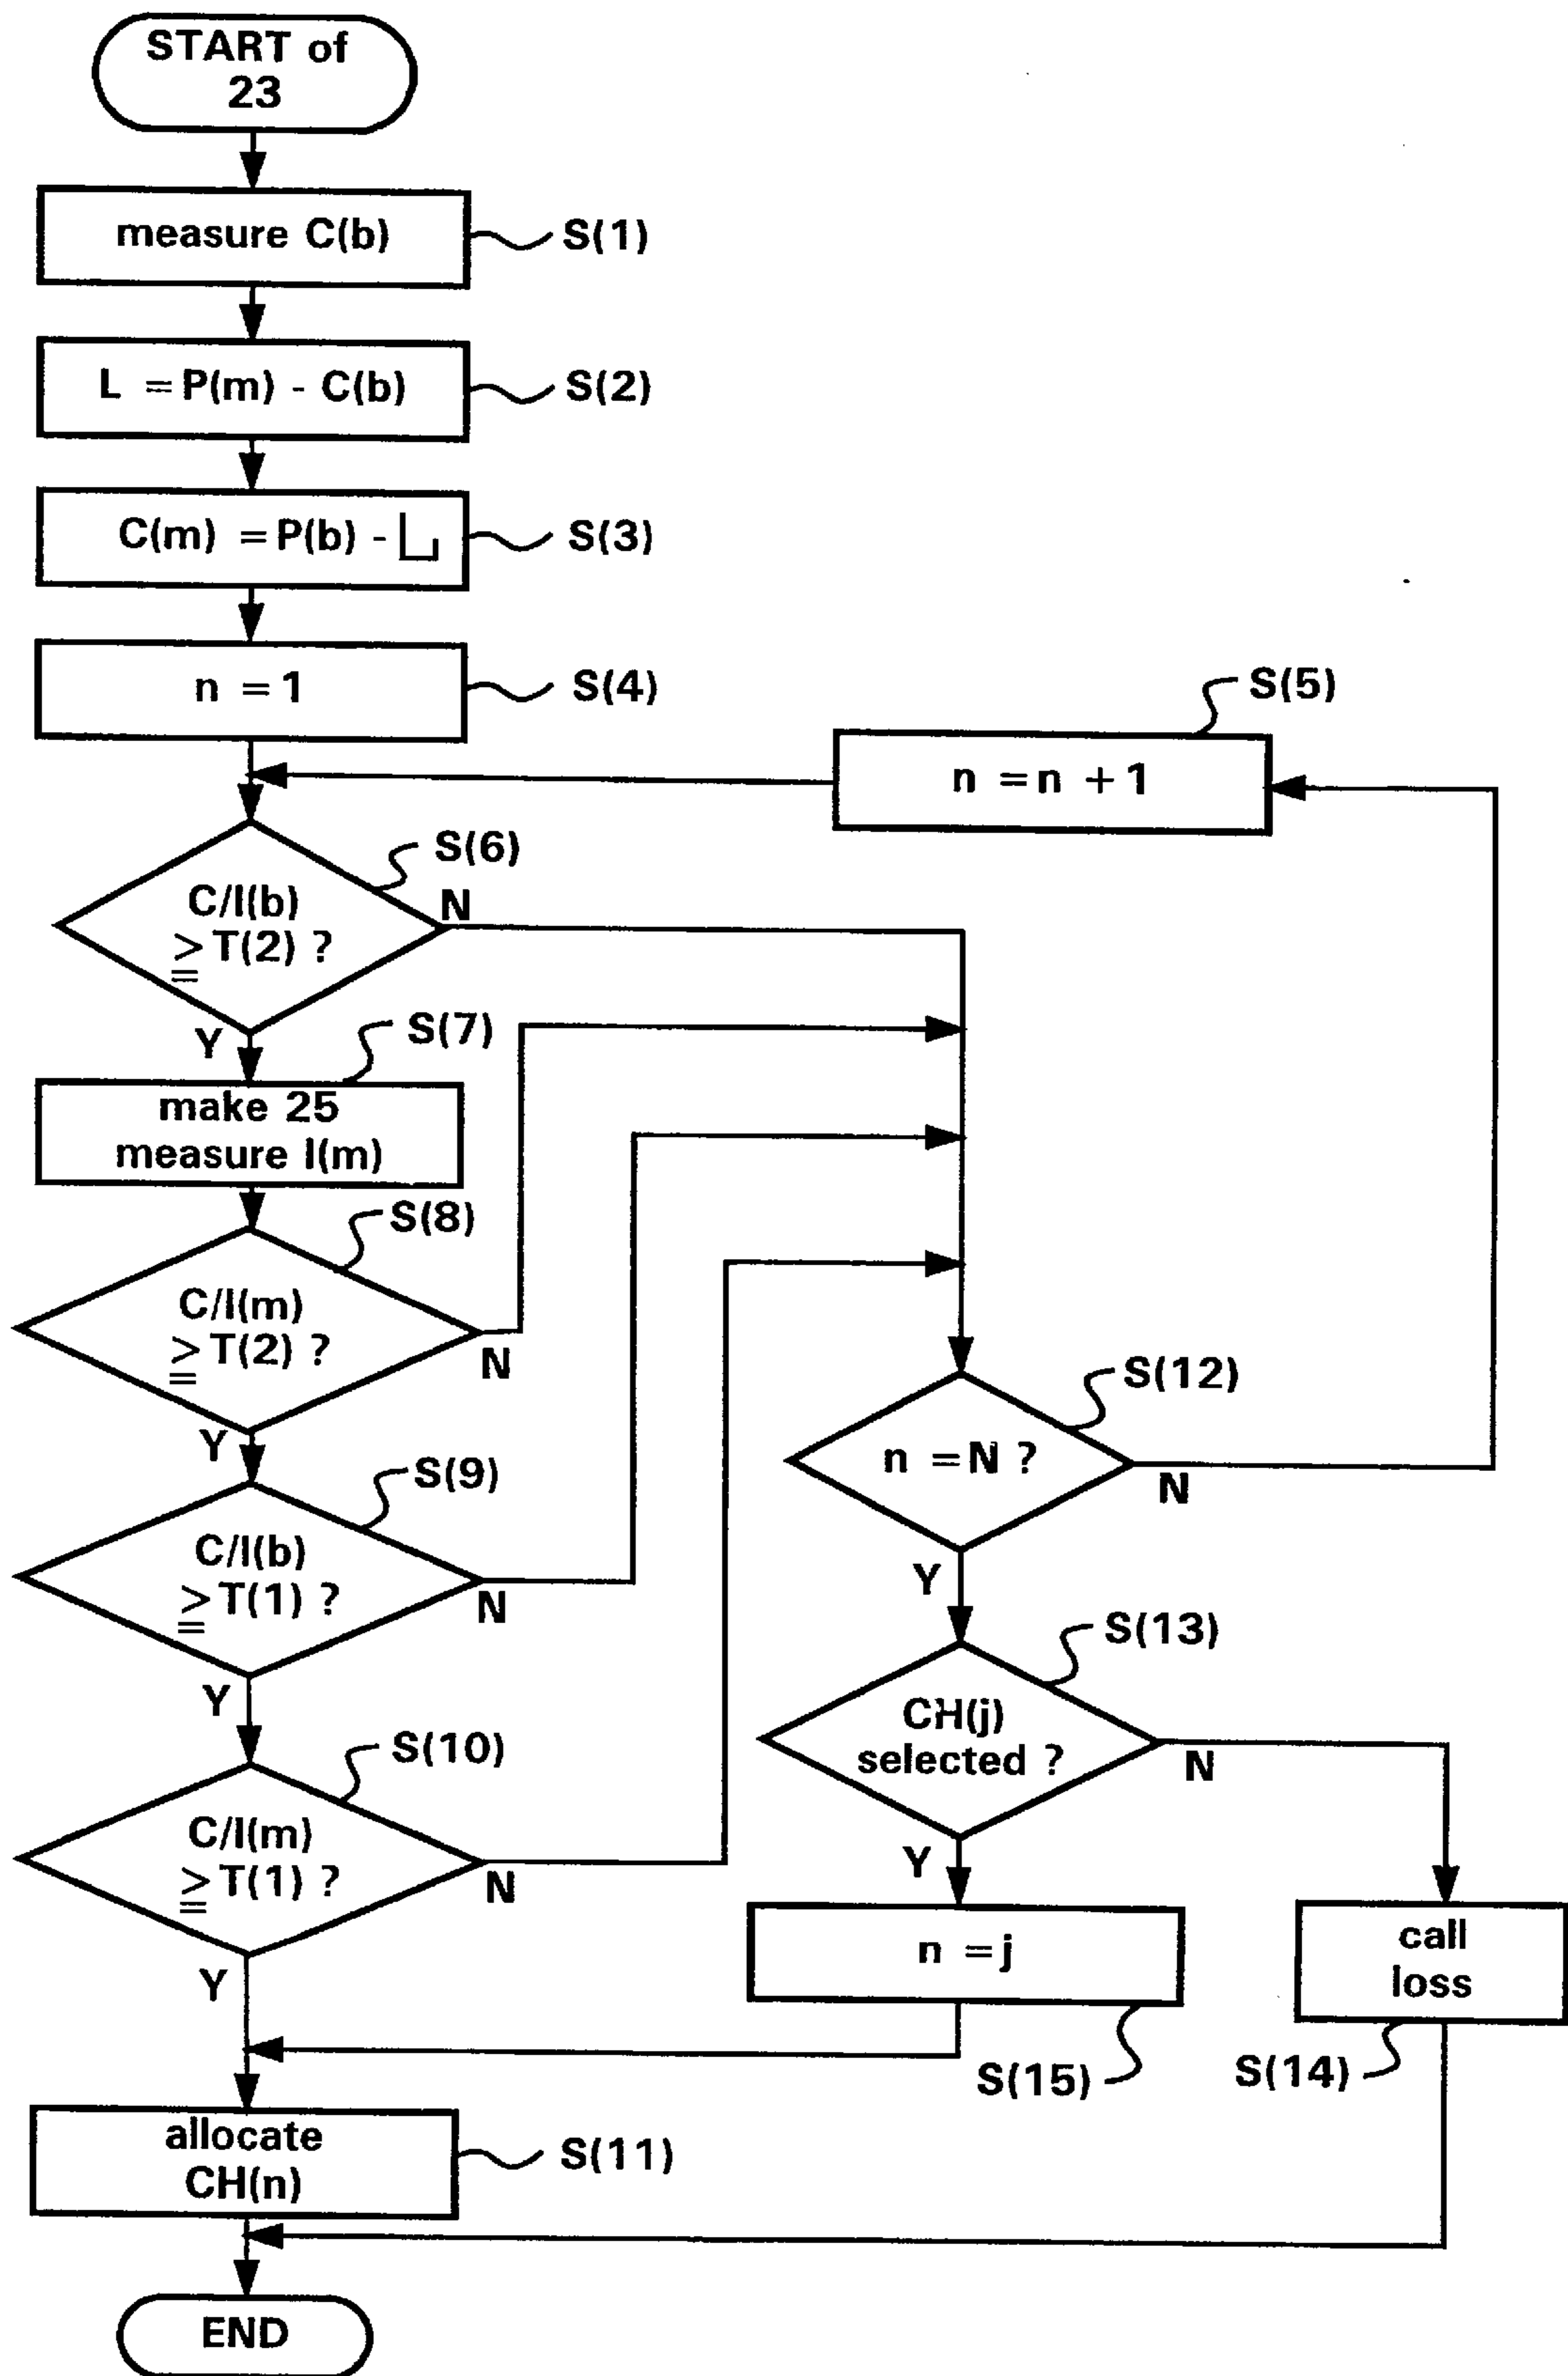 START of
23
measure C(b)
S(1)
L = P(m) - C(b)
S(2)
C(m) = P(b) - L
S(3)
n = 1
S(4)
S(5)
n = n + 1
S(6)
C/I(b)
≧ T(2) ?
N
Y
S(7)
make 25
measure I(m)
S(8)
C/I(m)
≧ T(2) ?
N
Y
S(9)
C/I(b)
≧ T(1) ?
N
Y
S(10)
C/I(m)
≧ T(1) ?
N
Y
S(12)
n = N ?
N
Y
S(13)
CH(j)
selected ?
N
Y
n = j
S(15)
call
loss
S(14)
allocate
CH(n)
S(11)
END